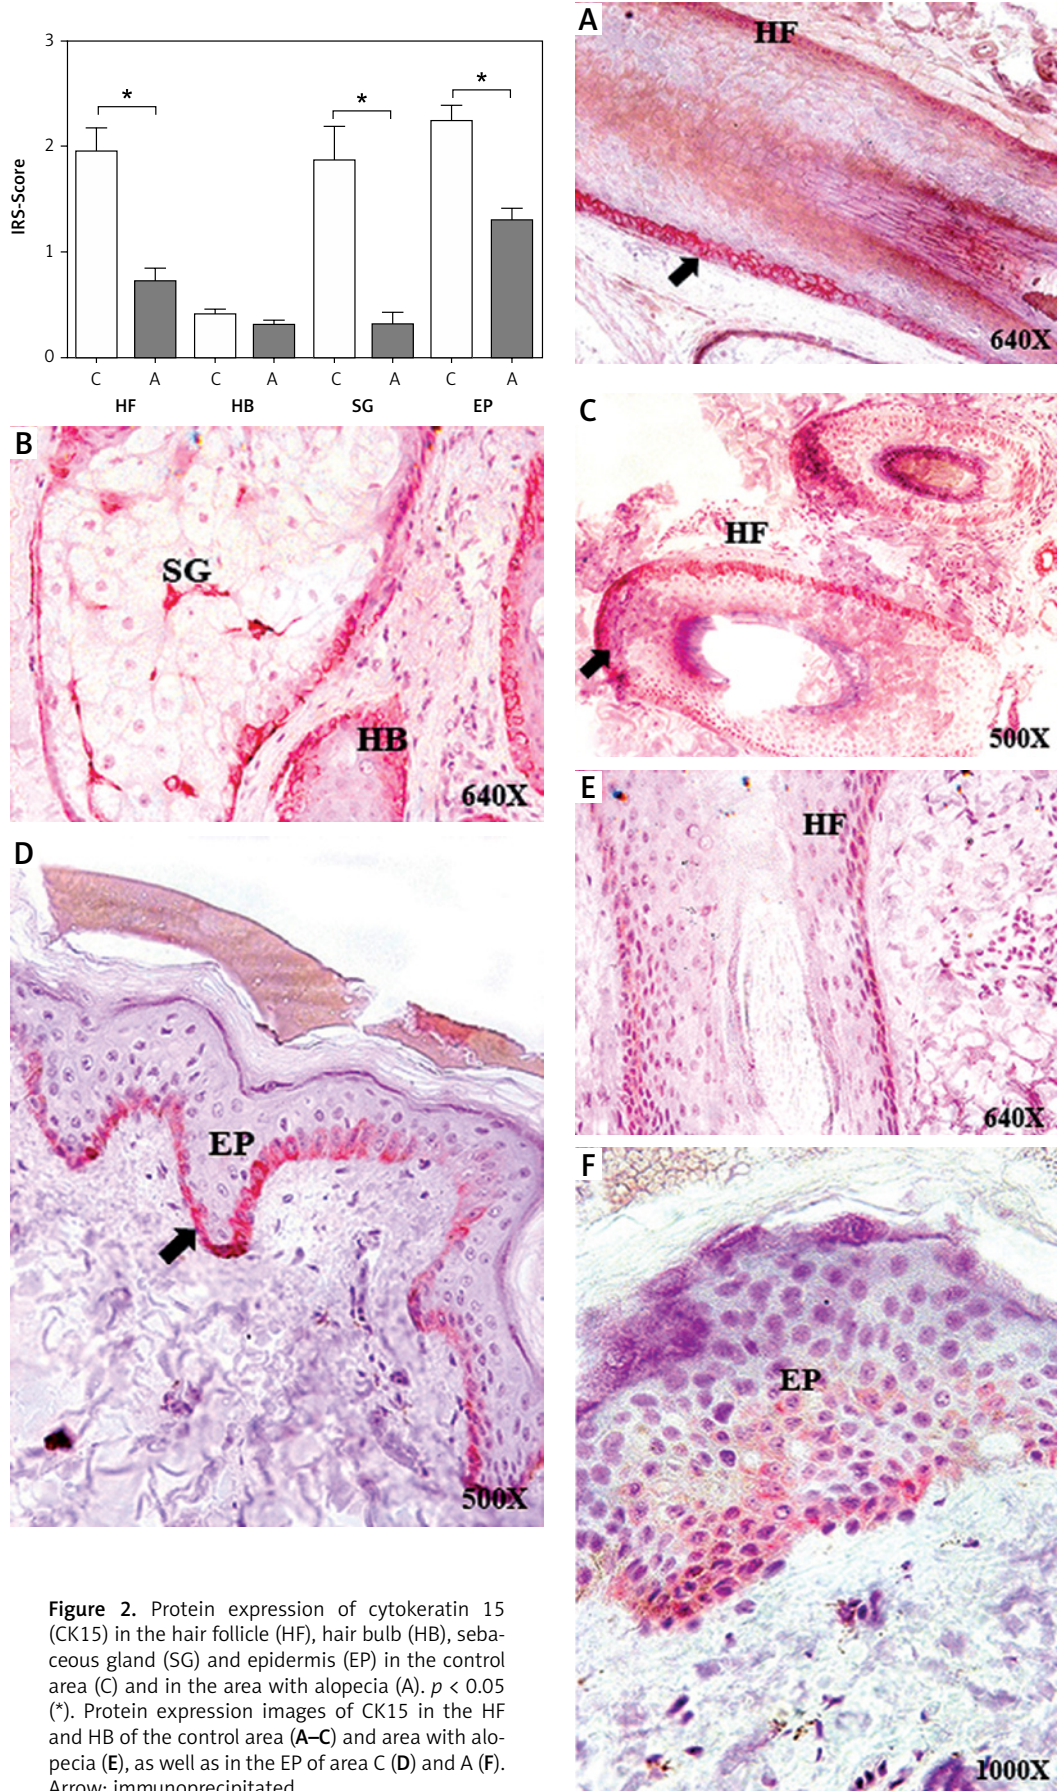 3
2
1
0
IRS-Score
*
*
*
C A C A C A C A
HF HB SG EP
A
HF
640X
B
SG
HB
640X
C
HF
500X
D
EP
500X
E
HF
640X
F
EP
1000X
Figure 2. Protein expression of cytokeratin 15
(CK15) in the hair follicle (HF), hair bulb (HB), seba-
ceous gland (SG) and epidermis (EP) in the control
area (C) and in the area with alopecia (A). p < 0.05
(*). Protein expression images of CK15 in the HF
and HB of the control area (A–C) and area with alo-
pecia (E), as well as in the EP of area C (D) and A (F).
Arrow: immunoprecipitated